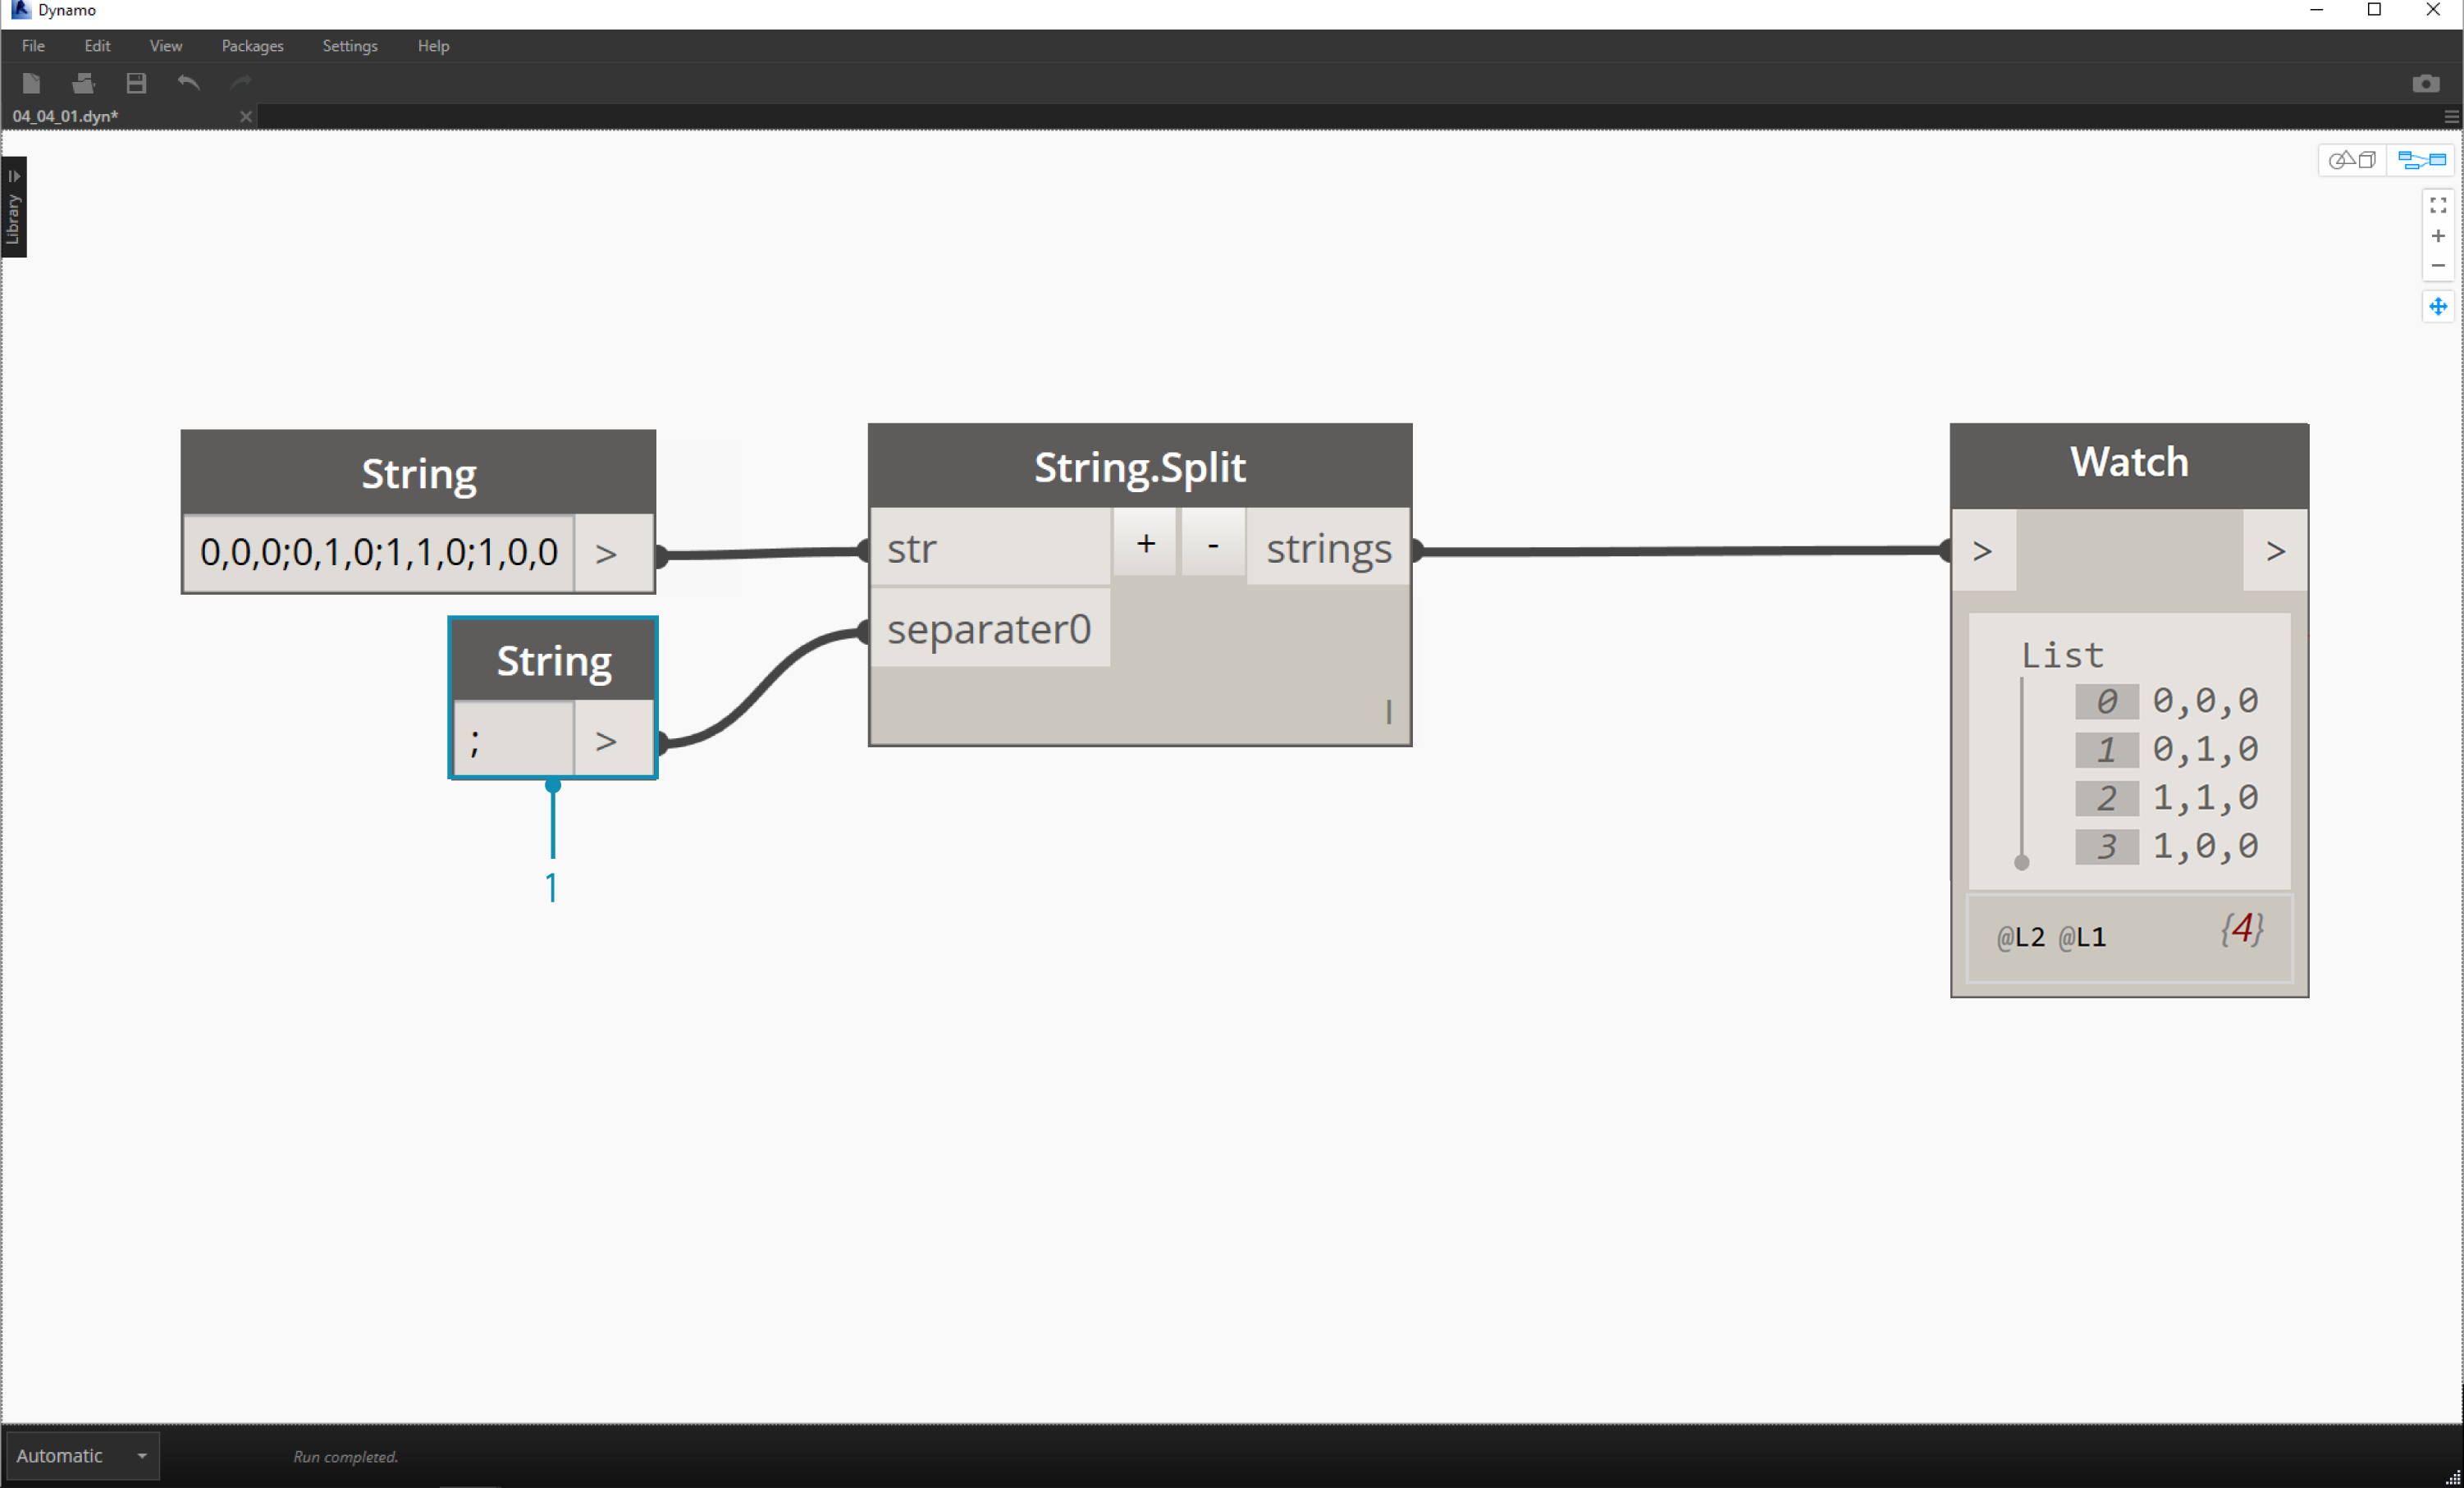 Dynamo
File Edit View Packages Settings Help
04_04_01.dyn*
Library
String
0,0,0;0,1,0;1,1,0;1,0,0 >
String
; >
1
String.Split
str + - strings
separater0
l
Watch
> >
List
0 0,0,0
1 0,1,0
2 1,1,0
3 1,0,0
@L2 @L1 {4}
Automatic
Run completed.